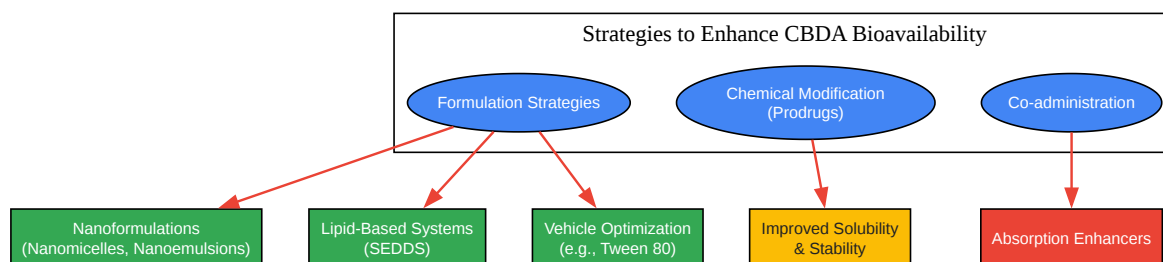 Strategies to Enhance CBDA Bioavailability
Formulation Strategies
Chemical Modification
(Prodrugs)
Co-administration
Nanoformulations
(Nanomicelles, Nanoemulsions)
Lipid-Based Systems
(SEDDS)
Vehicle Optimization
(e.g., Tween 80)
Improved Solubility
& Stability
Absorption Enhancers